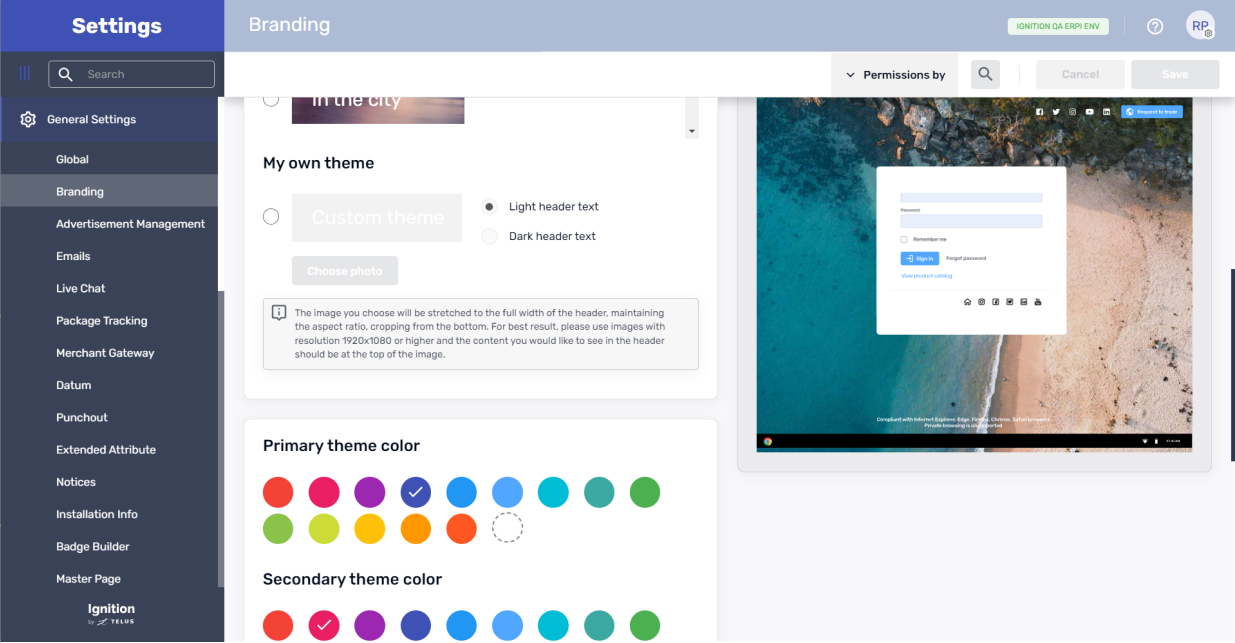 Settings
Branding
IGNITION QA ERPI ENV
RP
Search
Permissions by
Cancel
Save
General Settings
Global
Branding
Advertisement Management
Emails
Live Chat
Package Tracking
Merchant Gateway
Datum
Punchout
Extended Attribute
Notices
Installation Info
Badge Builder
Master Page
Ignition
by TELUS
In the city
My own theme
Custom theme
Light header text
Dark header text
Choose photo
The image you choose will be stretched to the full width of the header, maintaining
the aspect ratio, cropping from the bottom. For best result, please use images with
resolution 1920x1080 or higher and the content you would like to see in the header
should be at the top of the image.
Primary theme color
Secondary theme color
Request to trade
Password
Remember me
Sign in
Forgot password
View product catalog
Compliant with Internet Explorer, Edge, Firefox, Chrome, Safari browsers
Private browsing is unsupported